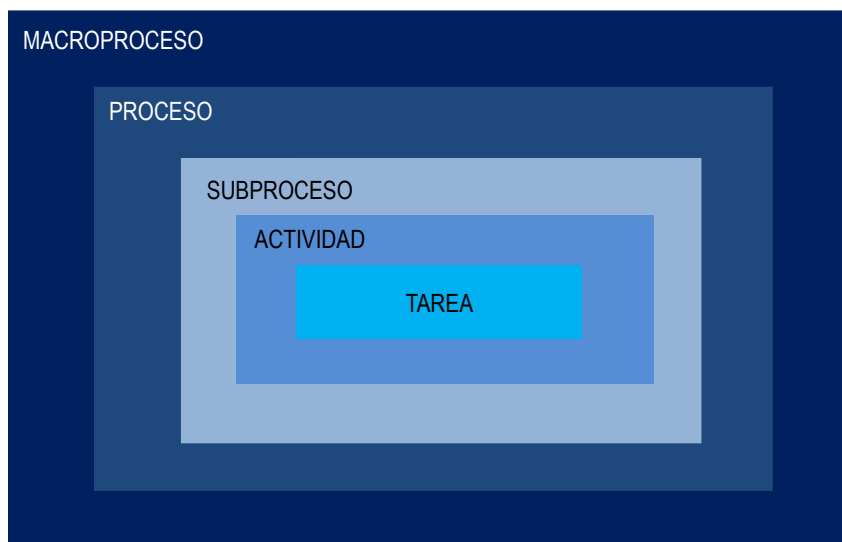 MACROPROCESO
PROCESO
SUBPROCESO
ACTIVIDAD
TAREA